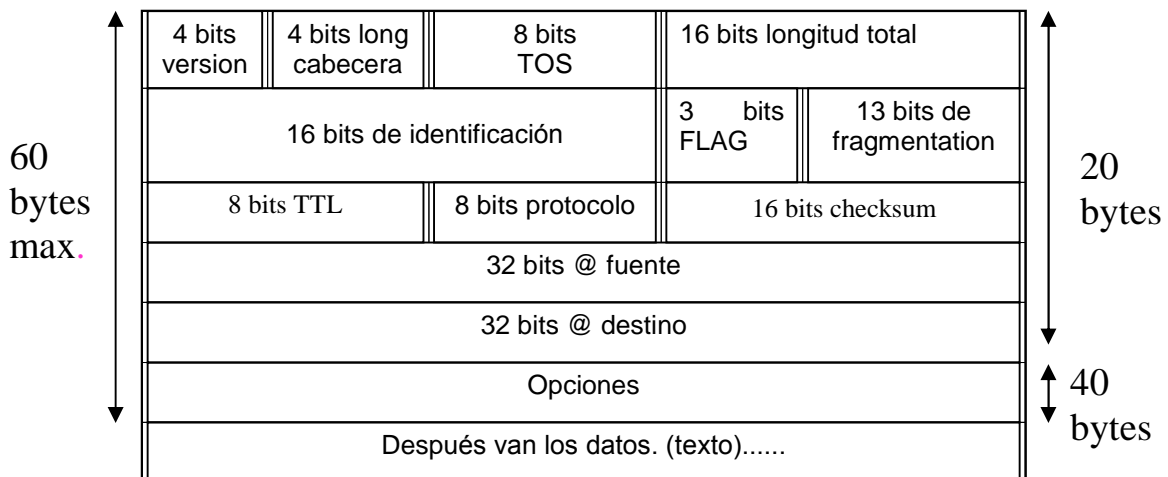 4 bits
version
4 bits long
cabecera
8 bits
TOS
16 bits longitud total
16 bits de identificación
3 bits
FLAG
13 bits de
fragmentation
8 bits TTL
8 bits protocolo
16 bits checksum
32 bits @ fuente
32 bits @ destino
Opciones
Después van los datos. (texto)......
60
bytes
max.
20
bytes
40
bytes